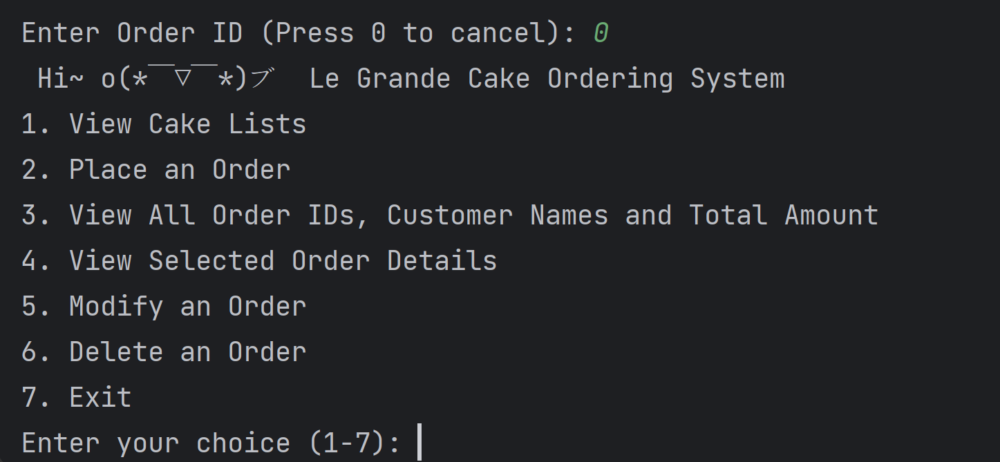 Enter Order ID (Press 0 to cancel): 0
Hi~ o(*￣▽￣*)ブ  Le Grande Cake Ordering System
1. View Cake Lists
2. Place an Order
3. View All Order IDs, Customer Names and Total Amount
4. View Selected Order Details
5. Modify an Order
6. Delete an Order
7. Exit
Enter your choice (1-7):